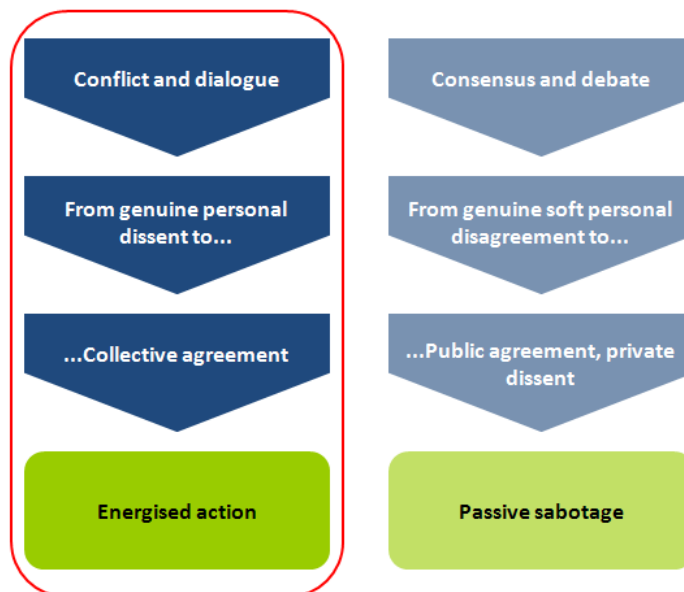 Conflict and dialogue
From genuine personal
dissent to...
...Collective agreement
Energised action
Consensus and debate
From genuine soft personal
disagreement to...
...Public agreement, private
dissent
Passive sabotage